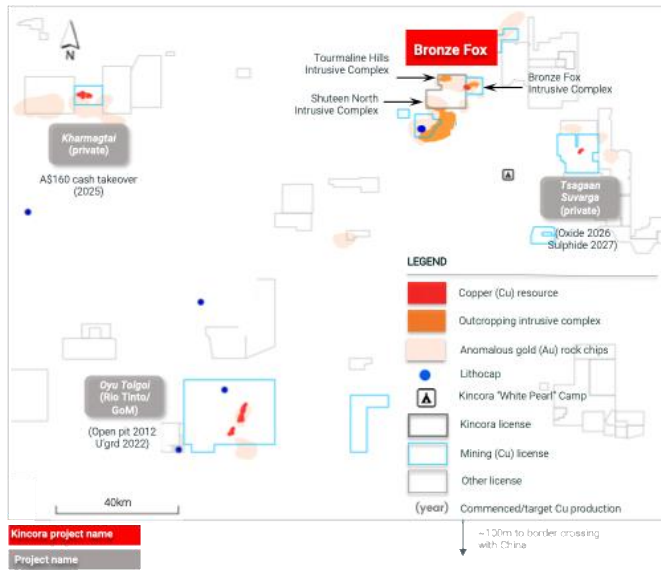 Bronze Fox
Tourmaline Hills
Intrusive Complex
Bronze Fox
Intrusive Complex
Shuteen North
Intrusive Complex
N
Kharmagtai
(private)
A$160 cash takeover
(2025)
Tsagaan
Suvarga
(private)
(Oxide 2026
Sulphide 2027)
LEGEND
Copper (Cu) resource
Outcropping intrusive complex
Anomalous gold (Au) rock chips
Lithocap
Kincora "White Pearl" Camp
Kincora license
Mining (Cu) license
Other license
(year) Commenced/target Cu production
Oyu Tolgoi
(Rio Tinto/
GoM)
(Open pit 2012
U'grd 2022)
40km
~100m to border crossing
with China
Kincora project name
Project name